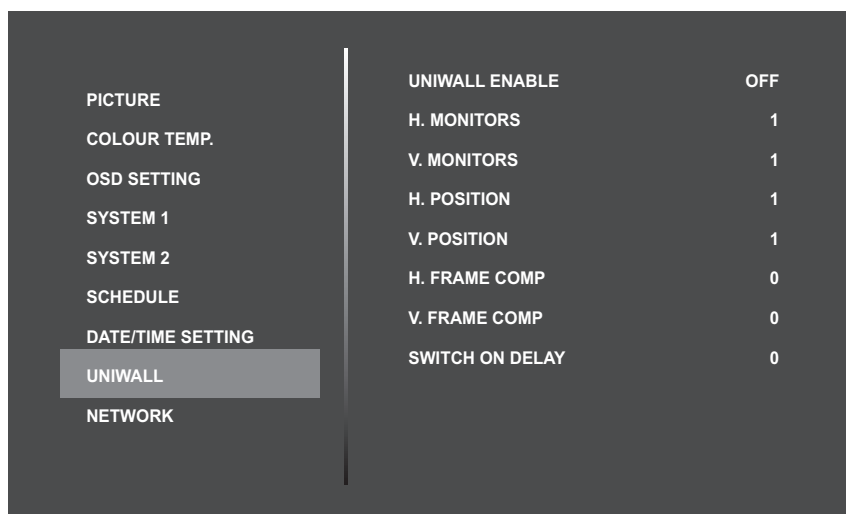 PICTURE
COLOUR TEMP.
OSD SETTING
SYSTEM 1
SYSTEM 2
SCHEDULE
DATE/TIME SETTING
UNIWALL
NETWORK
UNIWALL ENABLE OFF
H. MONITORS 1
V. MONITORS 1
H. POSITION 1
V. POSITION 1
H. FRAME COMP 0
V. FRAME COMP 0
SWITCH ON DELAY 0